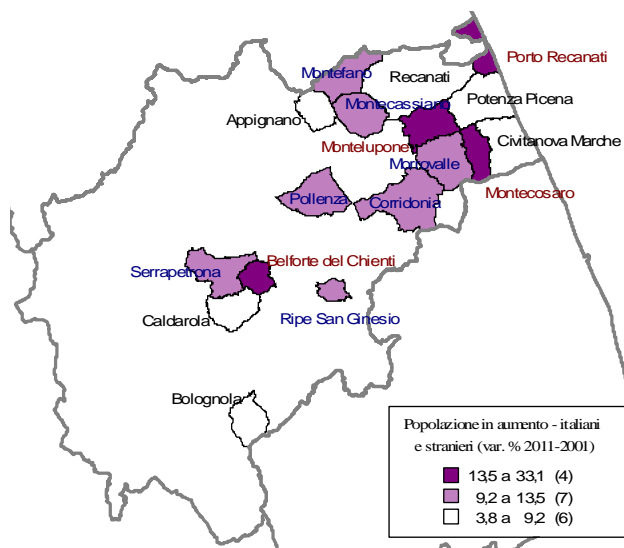 Porto Recanati
Montefano
Recanati
Montecassiano
Potenza Picena
Appignano
Civitanova Marche
Montelupone
Morrovalle
Montecosaro
Pollenza
Corridonia
Belforte del Chienti
Serrapetrona
Caldarola
Ripe San Ginesio
Bolognola
Popolazione in aumento - italiani
e stranieri (var. % 2011-2001)
13,5 a 33,1 (4)
9,2 a 13,5 (7)
3,8 a 9,2 (6)